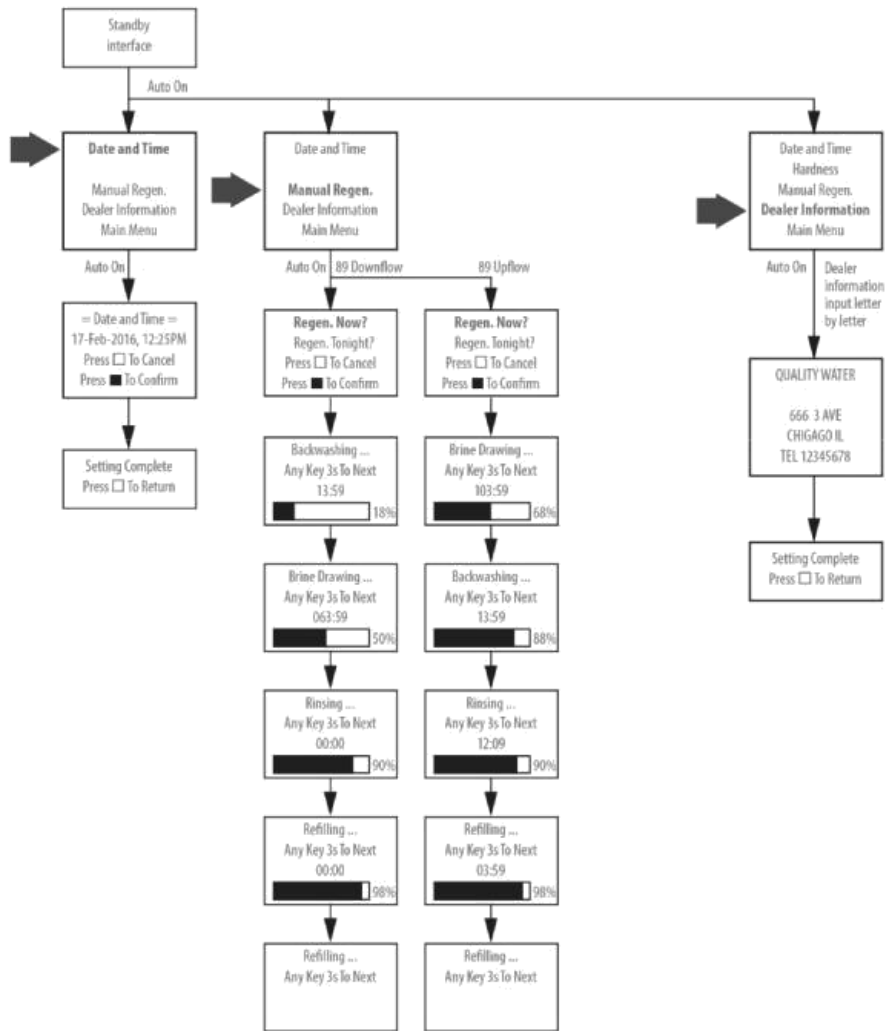 Standby
interface
Auto On
Date and Time
Manual Regen.
Dealer Information
Main Menu
Auto On
= Date and Time =
17-Feb-2016, 12:25PM
Press □ To Cancel
Press ■ To Confirm
Setting Complete
Press □ To Return
Date and Time
Manual Regen.
Dealer Information
Main Menu
Auto On
89 Downflow
89 Upflow
Regen. Now?
Regen. Tonight?
Press □ To Cancel
Press ■ To Confirm
Backwashing ...
Any Key 3s To Next
13:59
18%
Brine Drawing ...
Any Key 3s To Next
063:59
50%
Rinsing ...
Any Key 3s To Next
00:00
90%
Refilling ...
Any Key 3s To Next
00:00
98%
Refilling ...
Any Key 3s To Next
Regen. Now?
Regen. Tonight?
Press □ To Cancel
Press ■ To Confirm
Brine Drawing ...
Any Key 3s To Next
103:59
68%
Backwashing ...
Any Key 3s To Next
13:59
88%
Rinsing ...
Any Key 3s To Next
12:09
90%
Refilling ...
Any Key 3s To Next
03:59
98%
Refilling ...
Any Key 3s To Next
Date and Time
Hardness
Manual Regen.
Dealer Information
Main Menu
Auto On
Dealer
information
input letter
by letter
QUALITY WATER
666 3 AVE
CHIGAGO IL
TEL 12345678
Setting Complete
Press □ To Return